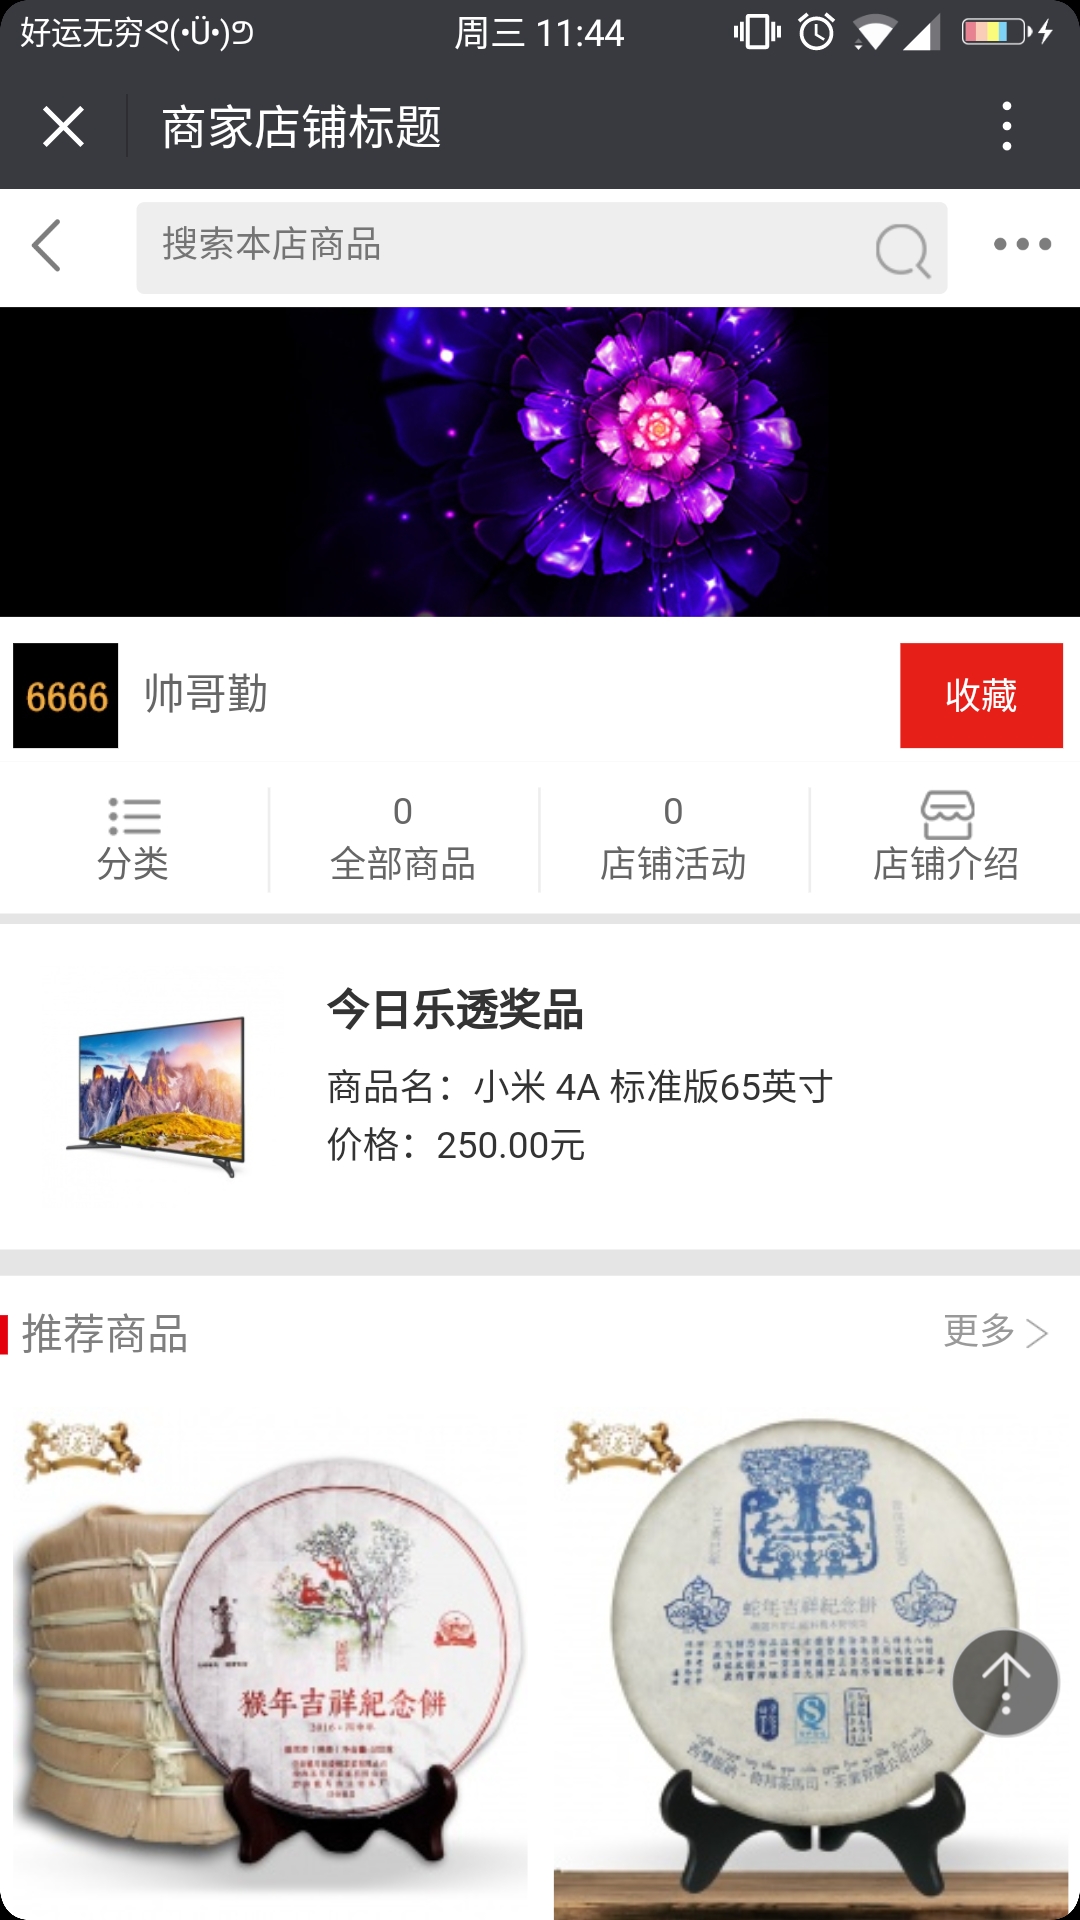 好运无穷੧(•Ü•)੭
周三 11:44
商家店铺标题
搜索本店商品
6666
帅哥勤
收藏
分类
0
全部商品
0
店铺活动
店铺介绍
今日乐透奖品
商品名：小米 4A 标准版65英寸
价格：250.00元
推荐商品
更多
猴年吉祥紀念餅
蛇年吉祥紀念餅